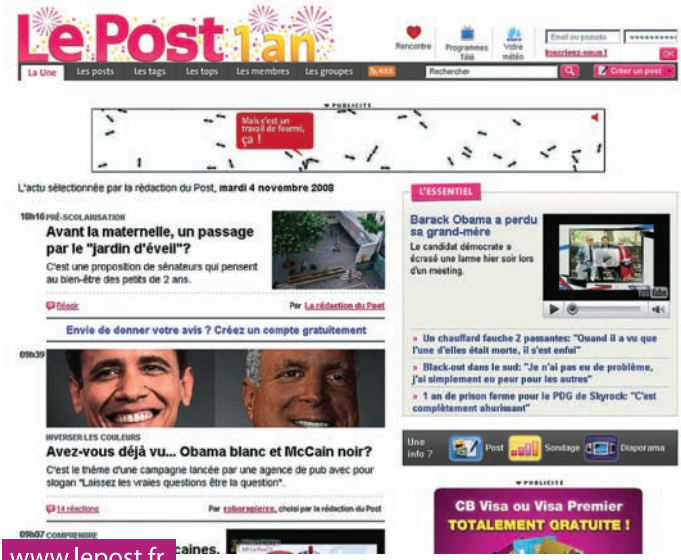 Le Post 1 an
Rencontre
Programmes Télé
Votre météo
Email ou pseudo
Inscrivez-vous !
OK
La Une
Les posts
Les tags
Les tops
Les membres
Les groupes
RSS
Rechercher
Créer un post
PUBLICITÉ
Mais c'est un
travail de fourmi,
ça !
L'actu sélectionnée par la rédaction du Post, mardi 4 novembre 2008
10h16 PRÉ-SCOLARISATION
Avant la maternelle, un passage
par le "jardin d'éveil"?
C'est une proposition de sénateurs qui pensent
au bien-être des petits de 2 ans.
Réagir
Par La rédaction du Post
Envie de donner votre avis ? Créez un compte gratuitement
09h39
INVERSER LES COULEURS
Avez-vous déjà vu... Obama blanc et McCain noir?
C'est le thème d'une campagne lancée par une agence de pub avec pour
slogan "Laissez les vraies questions être la question".
14 réactions
Par roberspierre, choisi par la rédaction du Post
09h07 COMPRENDRE
caines,
www.lepost.fr
L'ESSENTIEL
Barack Obama a perdu
sa grand-mère
Le candidat démocrate a
écrasé une larme hier soir lors
d'un meeting.
You Tube
» Un chauffard fauche 2 passantes: "Quand il a vu que
l'une d'elles était morte, il s'est enfui"
» Black-out dans le sud: "Je n'ai pas eu de problème,
j'ai simplement eu peur pour les autres"
» 1 an de prison ferme pour le PDG de Skyrock: "C'est
complètement ahurissant"
Une
info ?
Post
Sondage
Diaporama
PUBLICITÉ
CB Visa ou Visa Premier
TOTALEMENT GRATUITE !